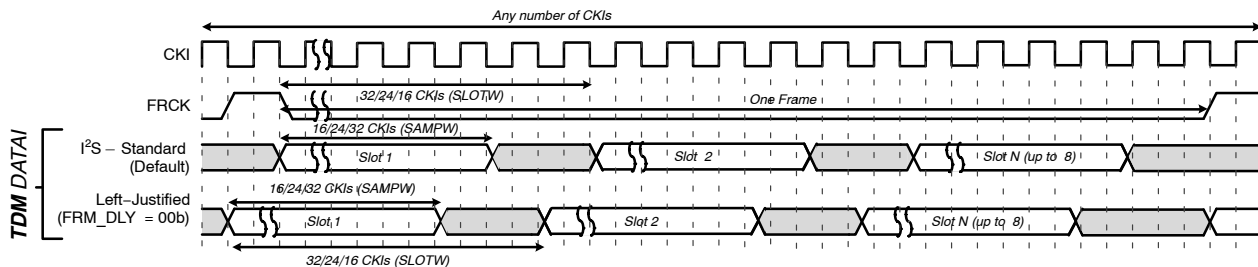 Any number of CKIs
CKI
32/24/16 CKIs (SLOTW)
FRCK
One Frame
16/24/32 CKIs (SAMPW)
TDM DATAI
I²S – Standard
(Default)
Slot 1
Slot 2
Slot N (up to 8)
16/24/32 CKIs (SAMPW)
Left–Justified
(FRM_DLY = 00b)
Slot 1
Slot 2
Slot N (up to 8)
32/24/16 CKIs (SLOTW)